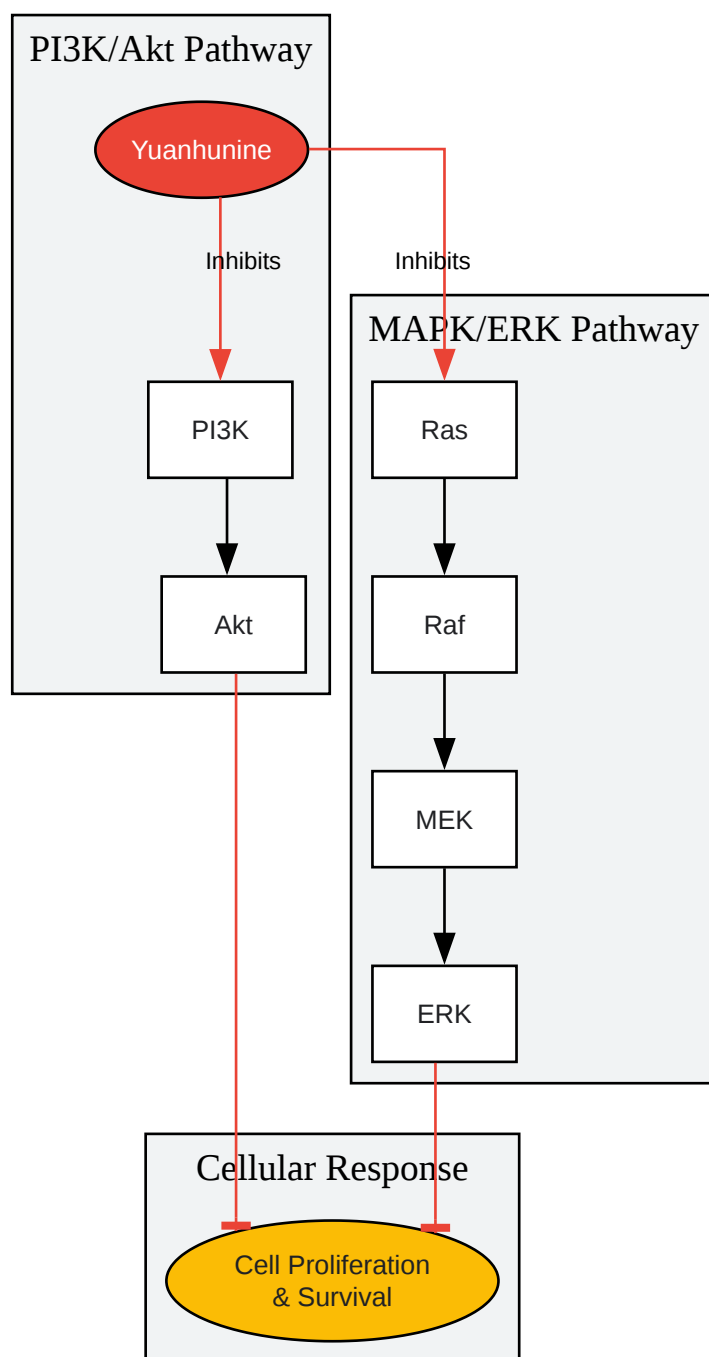 PI3K/Akt Pathway
Yuanhunine
Inhibits
Inhibits
MAPK/ERK Pathway
PI3K
Ras
Akt
Raf
MEK
ERK
Cellular Response
Cell Proliferation
& Survival